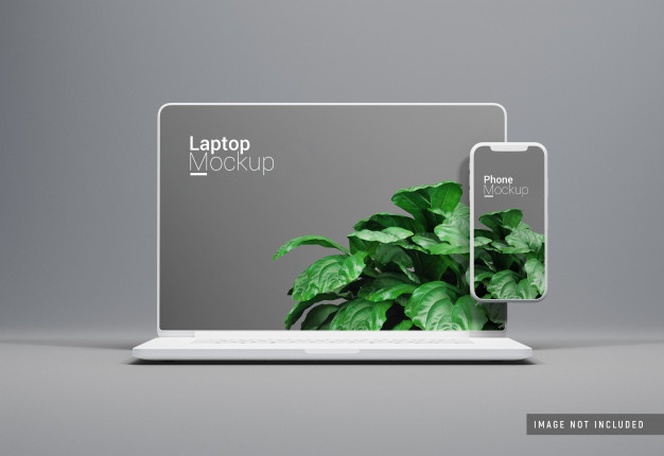 Laptop
Mockup
Phone
Mockup
IMAGE NOT INCLUDED